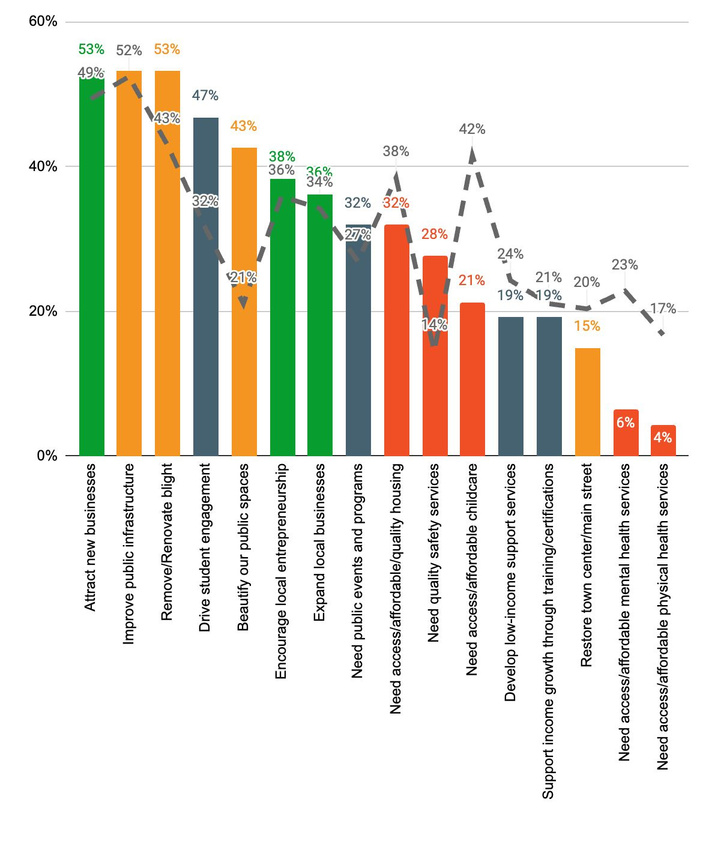 60%
53%
52%
53%
49%
47%
43%
43%
42%
40%
38%
36%
36%
34%
38%
32%
32%
32%
27%
28%
21%
21%
24%
23%
21%
20%
19%
19%
20%
17%
14%
15%
6%
4%
0%
Attract new businesses
Improve public infrastructure
Remove/Renovate blight
Drive student engagement
Beautify our public spaces
Encourage local entrepreneurship
Expand local businesses
Need public events and programs
Need access/affordable/quality housing
Need quality safety services
Need access/affordable childcare
Develop low-income support services
Support income growth through training/certifications
Restore town center/main street
Need access/affordable mental health services
Need access/affordable physical health services